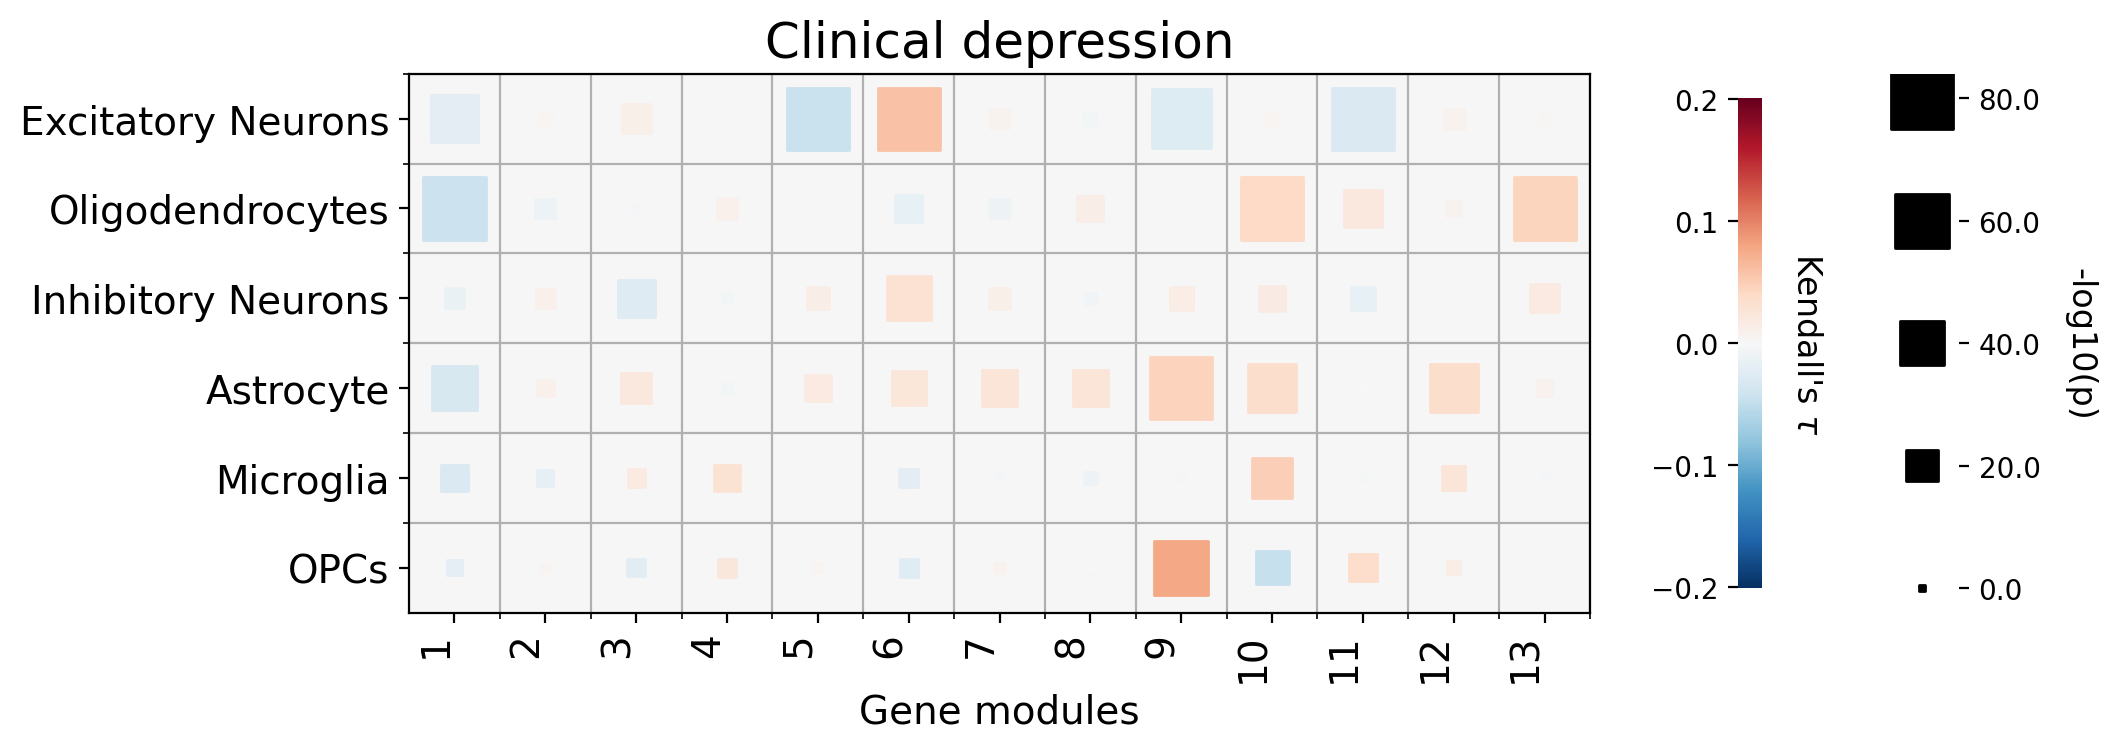 Clinical depression
Excitatory Neurons
Oligodendrocytes
Inhibitory Neurons
Astrocyte
Microglia
OPCs
1 2 3 4 5 6 7 8 9 10 11 12 13
Gene modules
0.2
0.1
0.0
−0.1
−0.2
Kendall's τ
80.0
60.0
40.0
20.0
0.0
-log10(p)